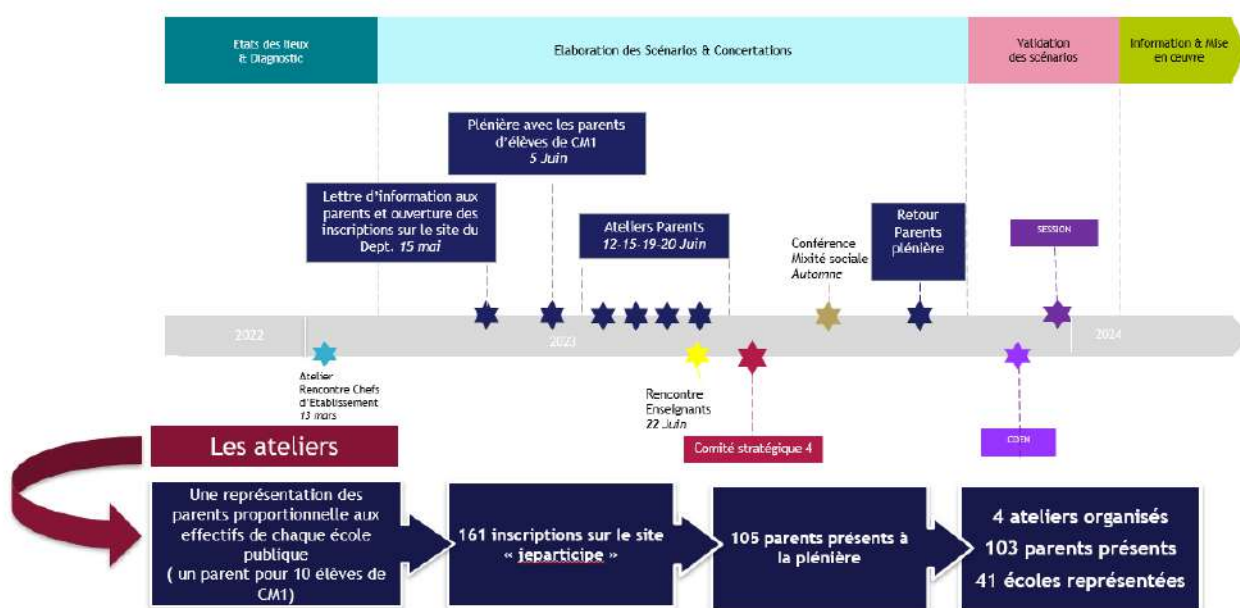 Etats des lieux
& Diagnostic
Elaboration des Scénarios & Concertations
Validation
des scénarios
Information & Mise
en œuvre
Plénière avec les parents
d'élèves de CM1
5 Juin
Lettre d'information aux
parents et ouverture des
inscriptions sur le site du
Dept. 15 mai
Ateliers Parents
12-15-19-20 Juin
Conférence
Mixité sociale
Automne
Retour
Parents
plénière
SESSION
2022
2023
2024
Atelier
Rencontre Chefs
d'Etablissement
13 mars
Rencontre
Enseignants
22 Juin
Comité stratégique 4
CDEN
Les ateliers
Une représentation des
parents proportionnelle aux
effectifs de chaque école
publique
( un parent pour 10 élèves de
CM1)
161 inscriptions sur le site
« jeparticipe »
105 parents présents à
la plénière
4 ateliers organisés
103 parents présents
41 écoles représentées